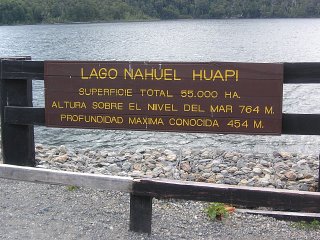 LAGO NAHUEL HUAPI
SUPERFICIE TOTAL 55.000 HA.
ALTURA SOBRE EL NIVEL DEL MAR 764 M.
PROFUNDIDAD MAXIMA CONOCIDA 454 M.